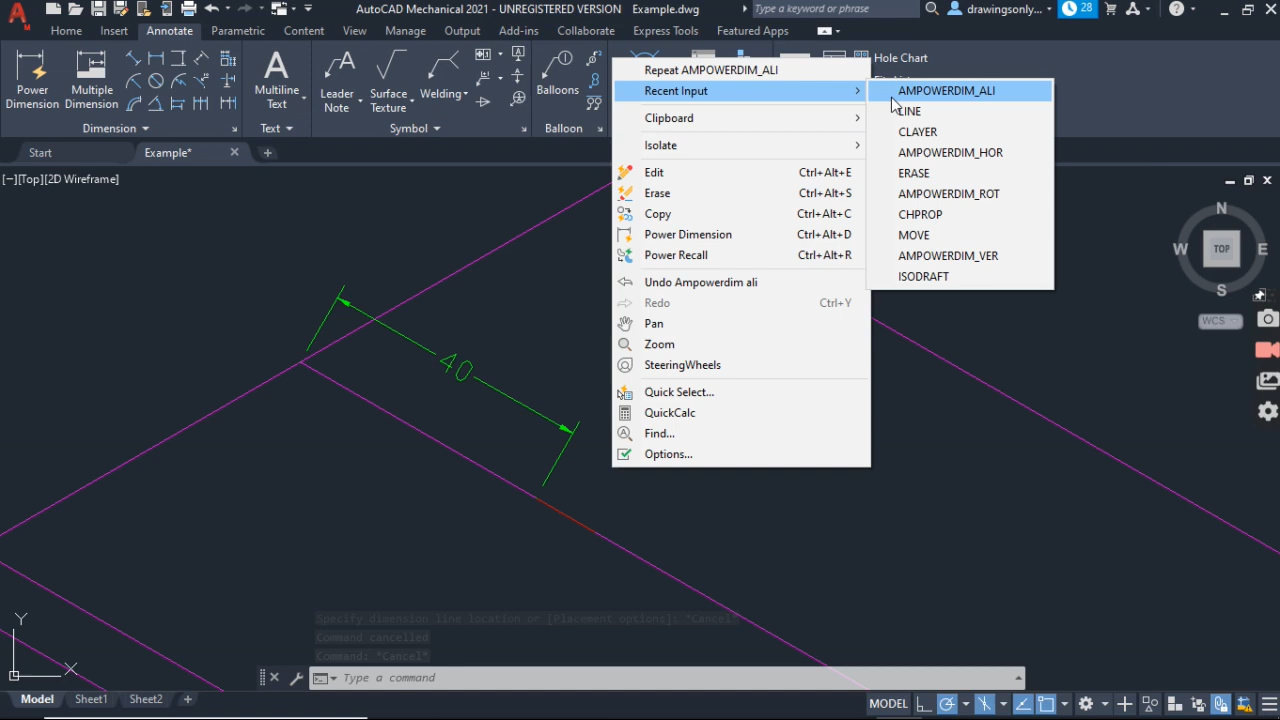 AutoCAD Mechanical 2021 - UNREGISTERED VERSION Example.dwg
Type a keyword or phrase
drawingsonly...
28
Home Insert Annotate Parametric Content View Manage Output Add-ins Collaborate Express Tools Featured Apps
Power Dimension
Multiple Dimension
Multiline Text
Leader Note
Surface Texture
Welding
Balloons
Hole Chart
Dimension
Text
Symbol
Balloon
Start
Example*
[−][Top][2D Wireframe]
Repeat AMPOWERDIM_ALI
Recent Input
Clipboard
Isolate
Edit Ctrl+Alt+E
Erase Ctrl+Alt+S
Copy Ctrl+Alt+C
Power Dimension Ctrl+Alt+D
Power Recall Ctrl+Alt+R
Undo Ampowerdim ali
Redo Ctrl+Y
Pan
Zoom
SteeringWheels
Quick Select...
QuickCalc
Find...
Options...
AMPOWERDIM_ALI
LINE
CLAYER
AMPOWERDIM_HOR
ERASE
AMPOWERDIM_ROT
CHPROP
MOVE
AMPOWERDIM_VER
ISODRAFT
N
W TOP E
S
WCS
40
Specify dimension line location or [Placement options]: *Cancel*
Command cancelled
Command: *Cancel*
Y
X
Type a command
Model Sheet1 Sheet2
MODEL